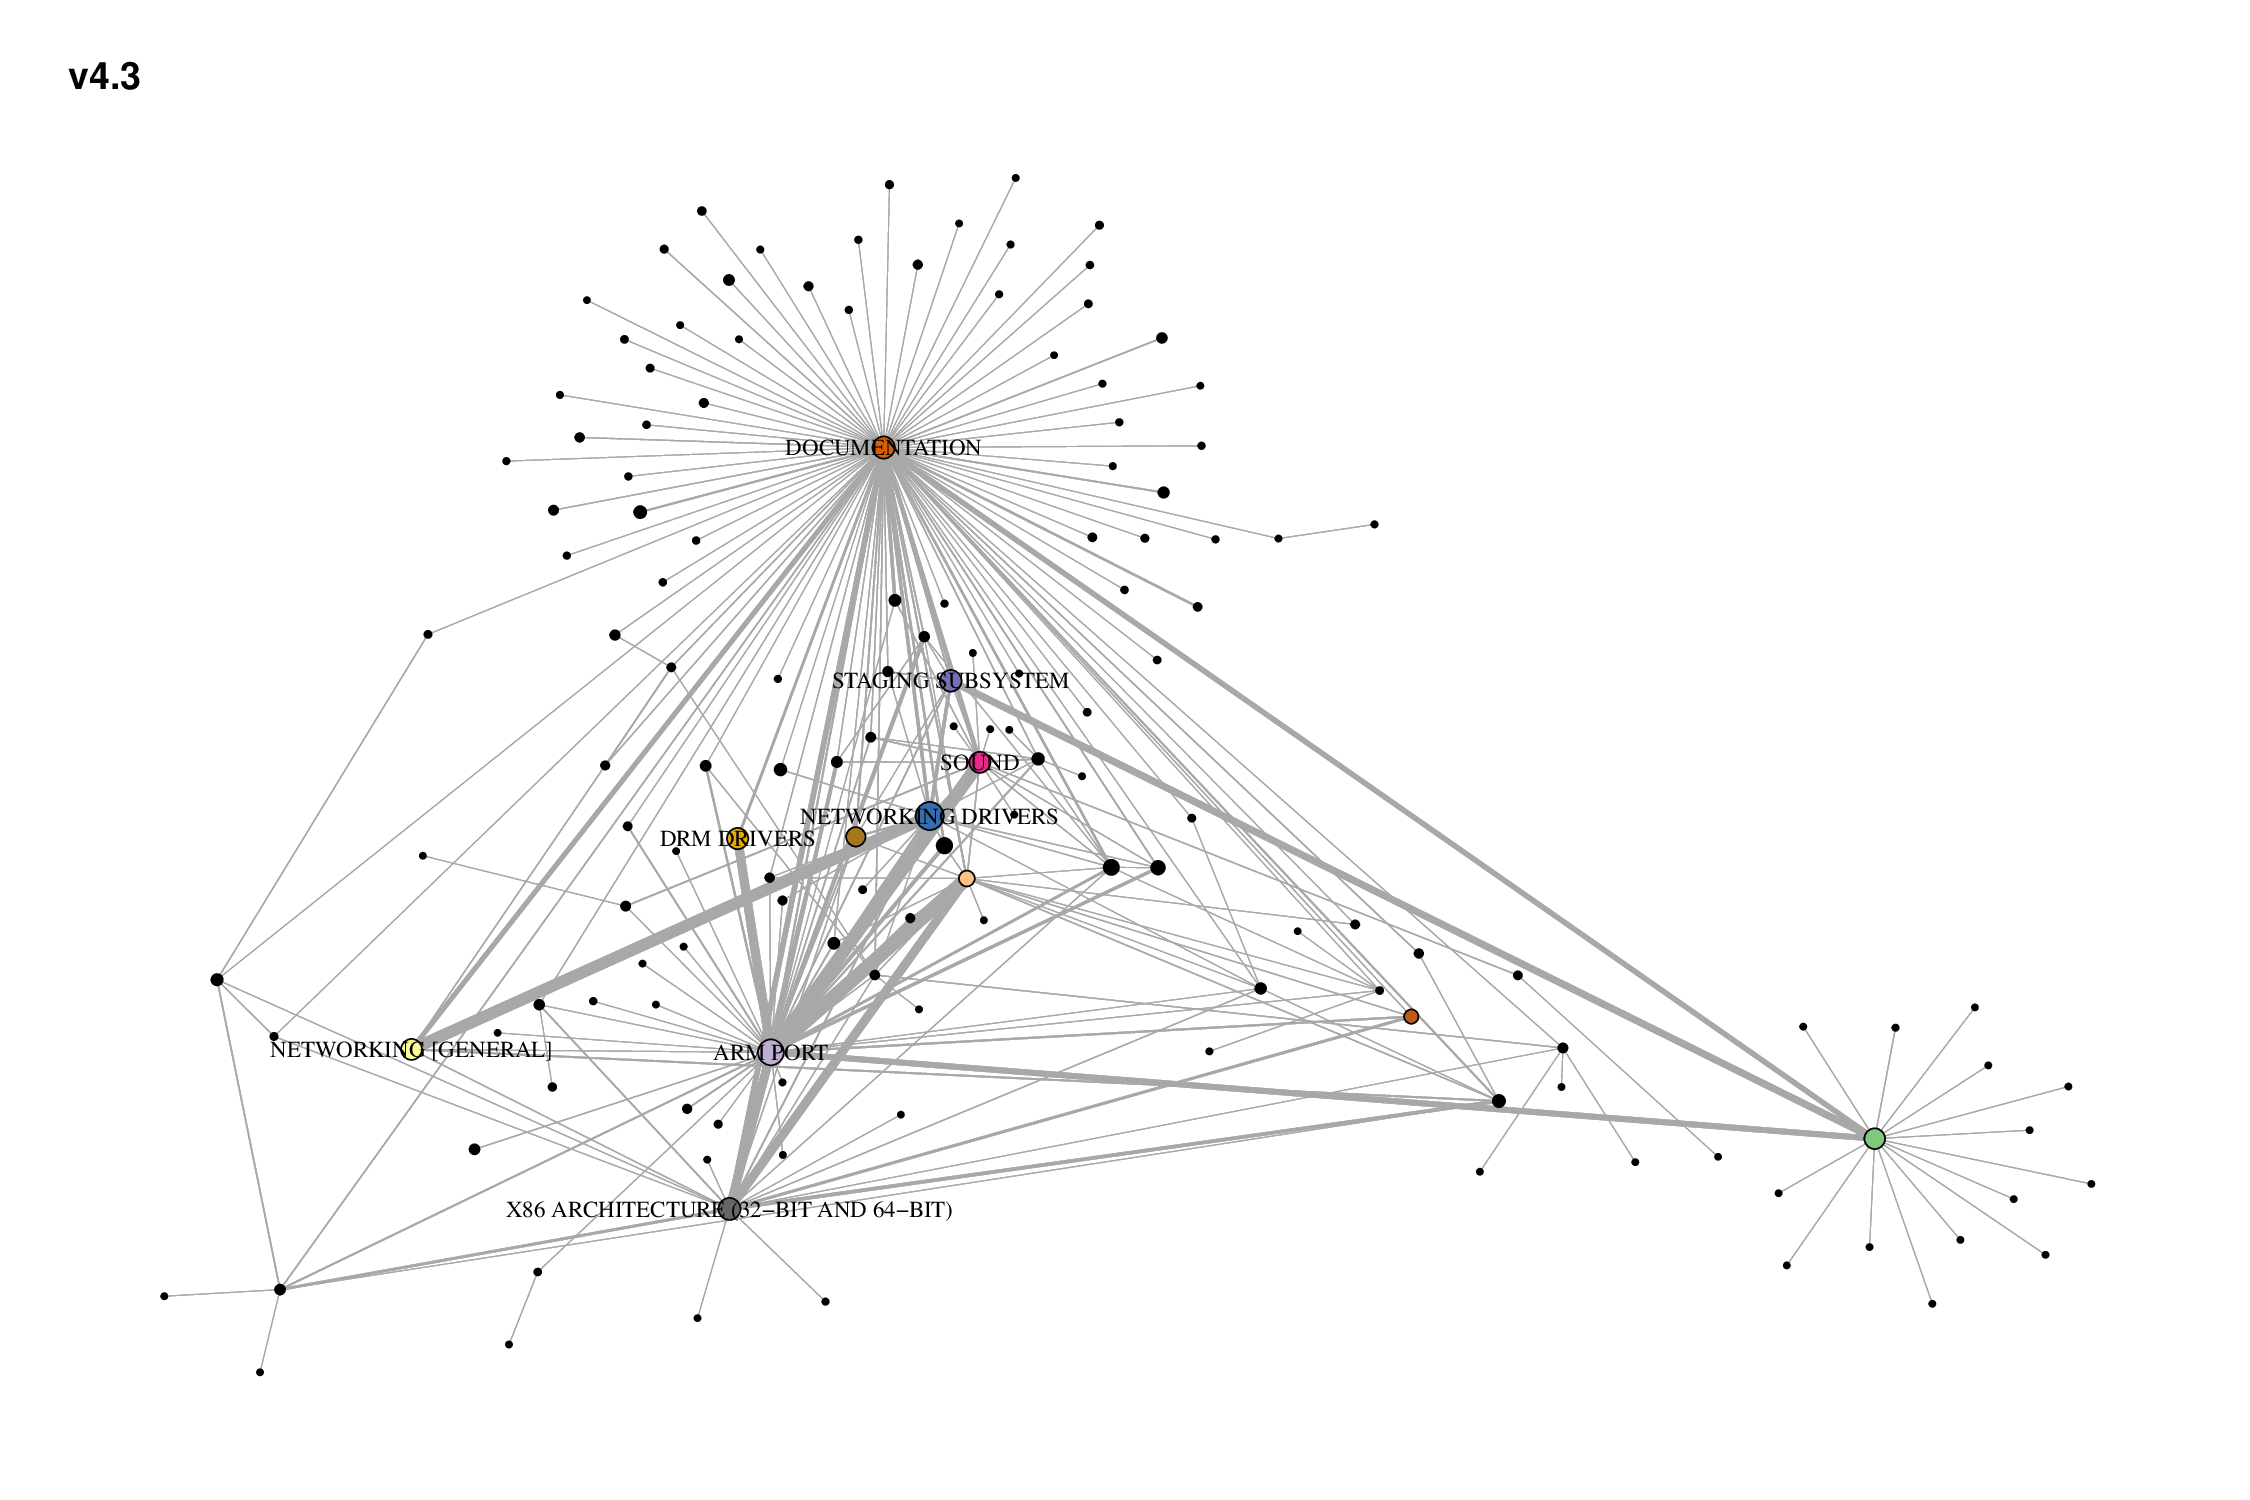 v4.3
DOCUMENTATION
STAGING SUBSYSTEM
SOUND
NETWORKING DRIVERS
DRM DRIVERS
NETWORKING [GENERAL]
ARM PORT
X86 ARCHITECTURE (32−BIT AND 64−BIT)